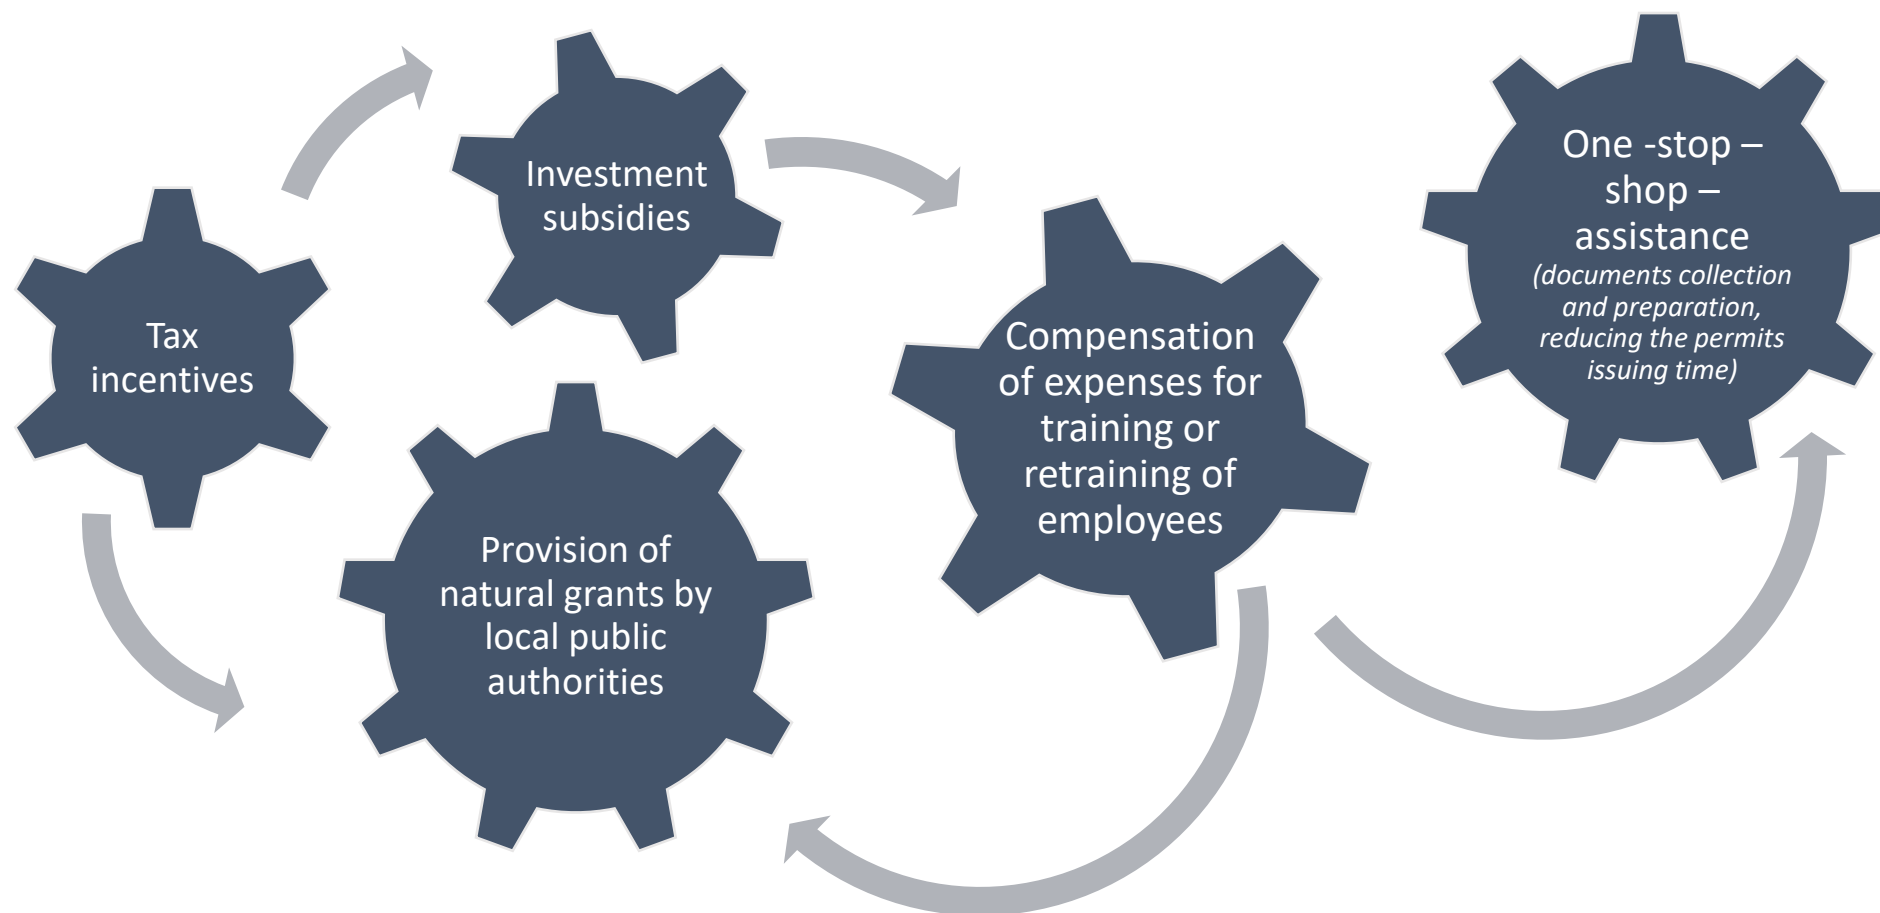 Tax
incentives
Investment
subsidies
Provision of
natural grants by
local public
authorities
Compensation
of expenses for
training or
retraining of
employees
One -stop –
shop –
assistance
(documents collection
and preparation,
reducing the permits
issuing time)